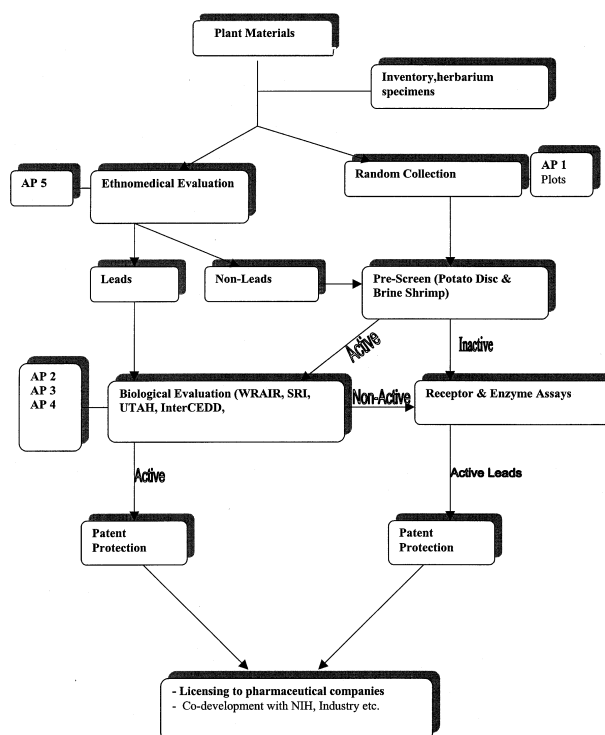 Plant Materials
Inventory,herbarium
specimens
AP 5
Ethnomedical Evaluation
Random Collection
AP 1
Plots
Leads
Non-Leads
Pre-Screen (Potato Disc &
Brine Shrimp)
Active
Inactive
AP 2
AP 3
AP 4
Biological Evaluation (WRAIR, SRI,
UTAH, InterCEDD,
Non-Active
Receptor & Enzyme Assays
Active
Active Leads
Patent
Protection
Patent
Protection
- Licensing to pharmaceutical companies
- Co-development with NIH, Industry etc.